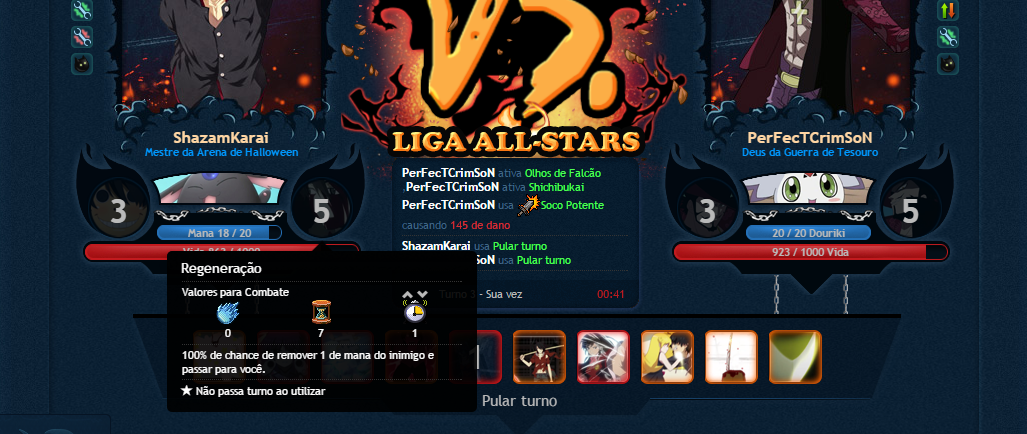 VS.
LIGA ALL-STARS
ShazamKarai
Mestre da Arena de Halloween
PerFecTCrimSoN
Deus da Guerra de Tesouro
3
5
Mana 18 / 20
PerFecTCrimSoN ativa Olhos de Falcão
,PerFecTCrimSoN ativa Shichibukai
PerFecTCrimSoN usa Soco Potente
causando 145 de dano
ShazamKarai usa Pular turno
SoN usa Pular turno
Turno 3 - Sua vez
00:41
3
5
20 / 20 Douriki
923 / 1000 Vida
Regeneração
Valores para Combate
0
7
1
100% de chance de remover 1 de mana do inimigo e
passar para você.
Não passa turno ao utilizar
Pular turno